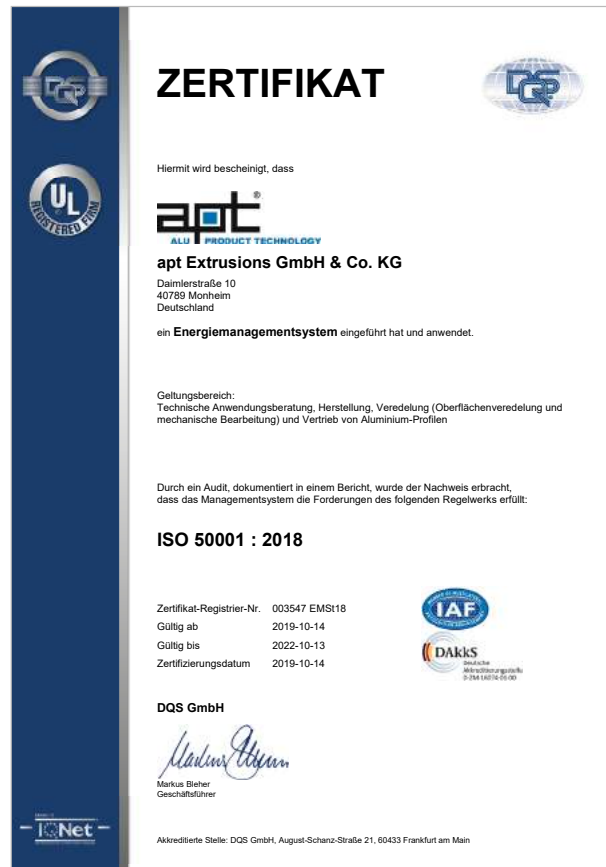 DQS
ZERTIFIKAT
DQS
UL
REGISTERED FIRM
Hiermit wird bescheinigt, dass
apt®
ALU PRODUCT TECHNOLOGY
apt Extrusions GmbH & Co. KG
Daimlerstraße 10
40789 Monheim
Deutschland
ein Energiemanagementsystem eingeführt hat und anwendet.
Geltungsbereich:
Technische Anwendungsberatung, Herstellung, Veredelung (Oberflächenveredelung und
mechanische Bearbeitung) und Vertrieb von Aluminium-Profilen
Durch ein Audit, dokumentiert in einem Bericht, wurde der Nachweis erbracht,
dass das Managementsystem die Forderungen des folgenden Regelwerks erfüllt:
ISO 50001 : 2018
Zertifikat-Registrier-Nr. 003547 EMSt18
Gültig ab 2019-10-14
Gültig bis 2022-10-13
Zertifizierungsdatum 2019-10-14
IAF
DAkkS
Deutsche
Akkreditierungsstelle
DQS GmbH
Markus Bleher
Geschäftsführer
IQNet
Akkreditierte Stelle: DQS GmbH, August-Schanz-Straße 21, 60433 Frankfurt am Main